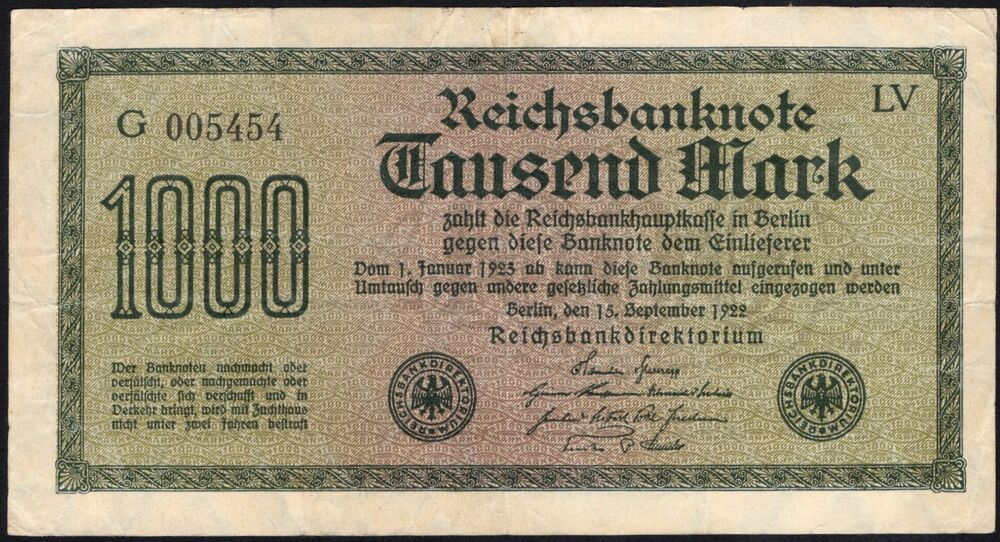 G 005454
LV
Reichsbanknote
Tausend Mark
1000
zahlt die Reichsbankhauptkasse in Berlin
gegen diese Banknote dem Einlieferer
Vom 1. Januar 1923 ab kann diese Banknote aufgerufen und unter
Umtausch gegen andere gesetzliche Zahlungsmittel eingezogen werden
Berlin, den 15. September 1922
Reichsbankdirektorium
Wer Banknoten nachmacht oder
verfälscht, oder nachgemachte oder
verfälschte sich verschafft und in
Verkehr bringt, wird mit Zuchthaus
nicht unter zwei Jahren bestraft
REICHSBANKDIREKTORIUM
REICHSBANKDIREKTORIUM